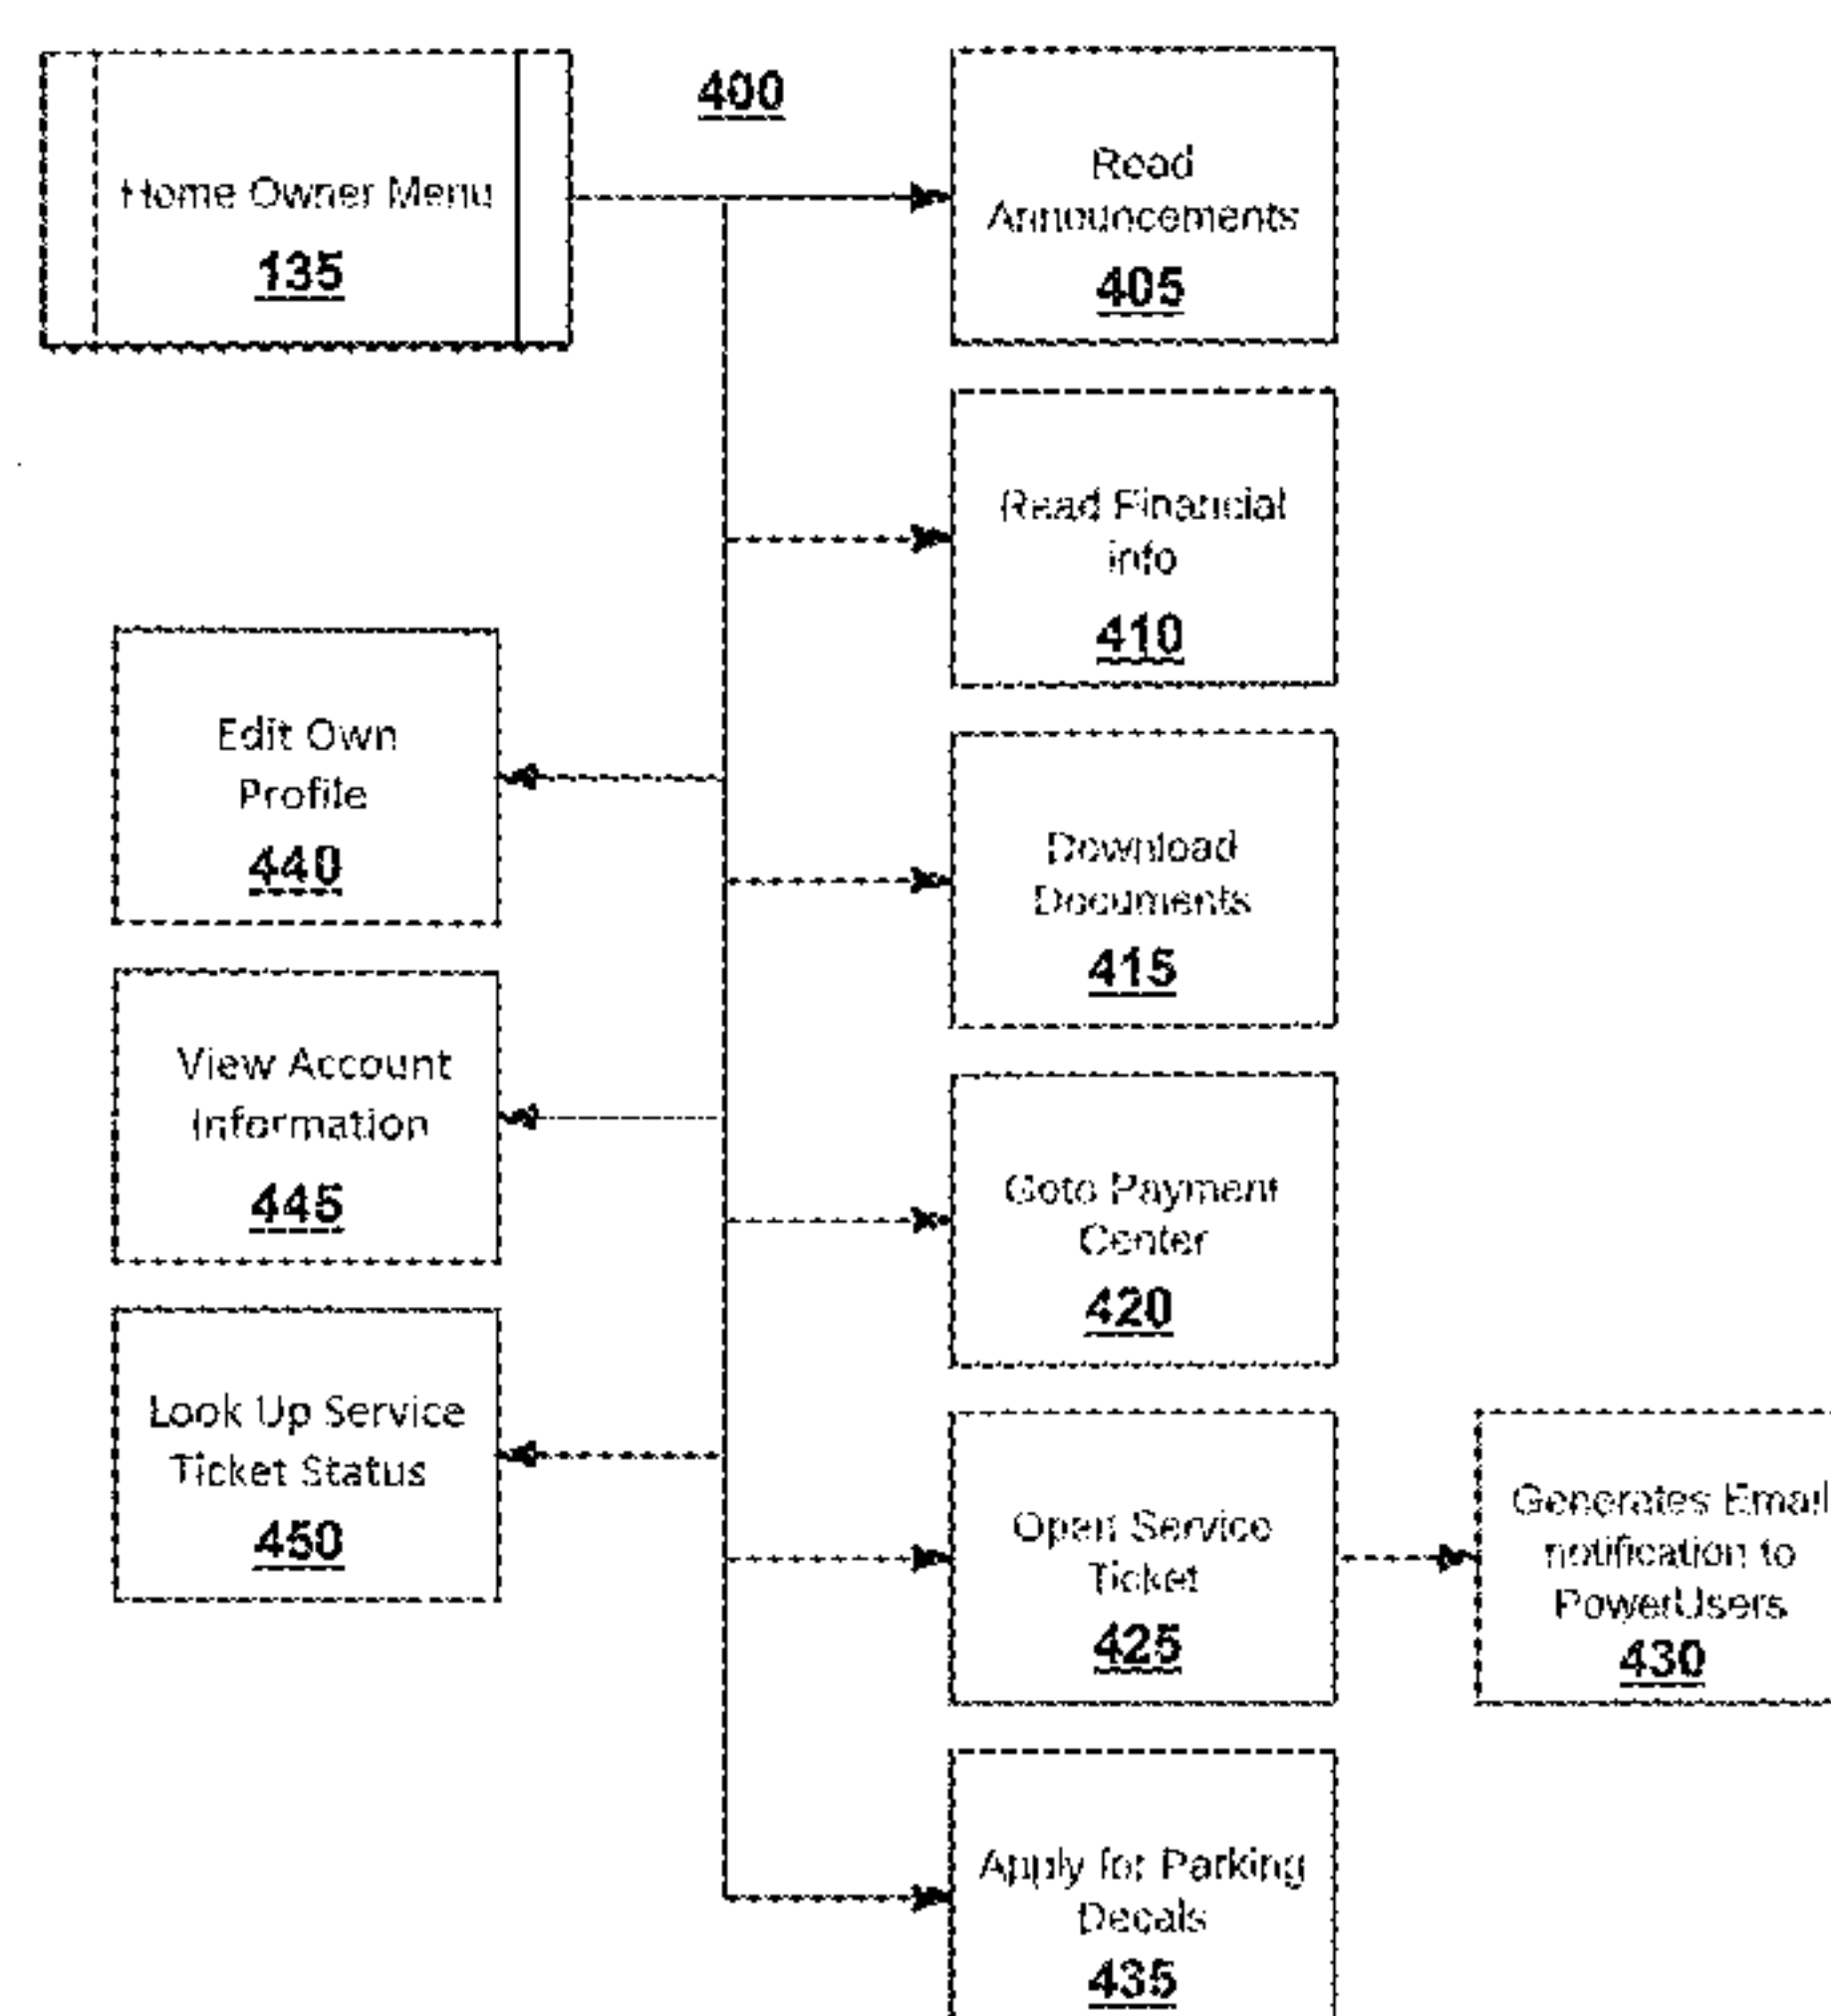 Home Owner Menu
135
400
Read
Announcements
405
Read Financial
info
410
Edit Own
Profile
440
Download
Documents
415
View Account
Information
445
Goto Payment
Center
420
Look Up Service
Ticket Status
450
Open Service
Ticket
425
Generates Email
notification to
PowerUsers
430
Apply for Parking
Decals
435